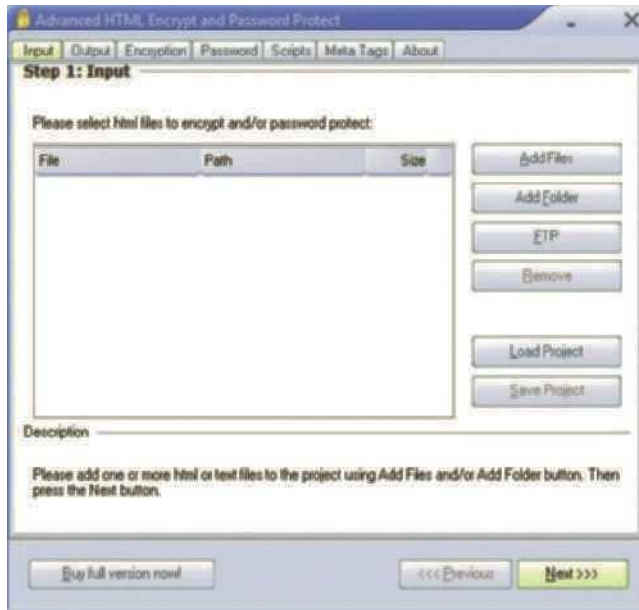 Advanced HTML Encrypt and Password Protect
Input Output Encryption Password Scripts Meta Tags About
Step 1: Input
Please select html files to encrypt and/or password protect:
File Path Size
Add Files
Add Folder
FTP
Remove
Load Project
Save Project
Description
Please add one or more html or text files to the project using Add Files and/or Add Folder button. Then
press the Next button.
Buy full version now! <<< Previous Next >>>